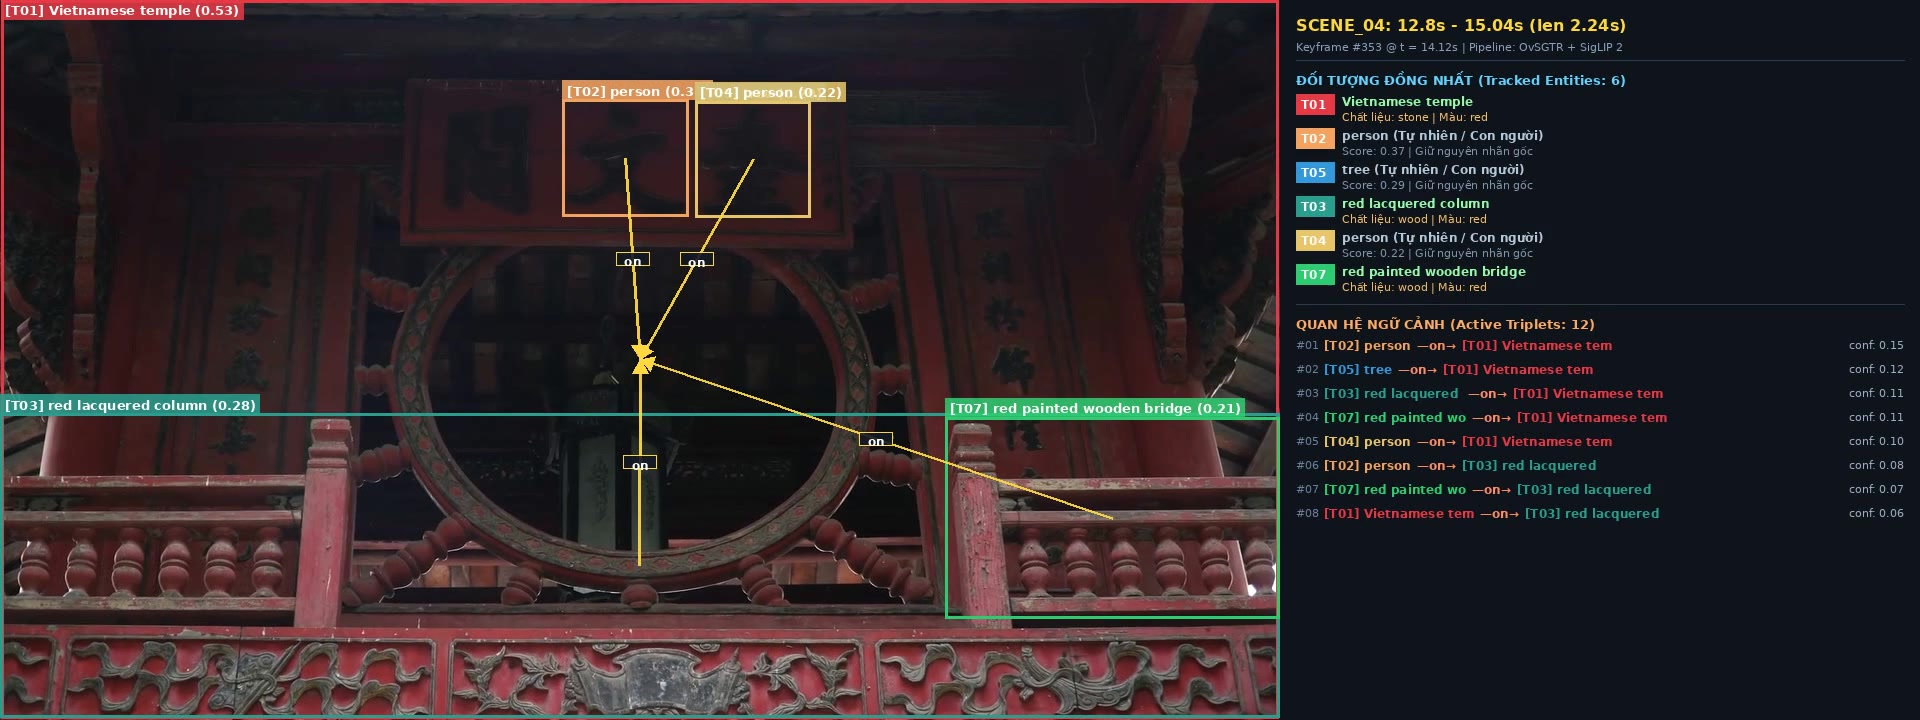 [T01] Vietnamese temple (0.53)
[T02] person (0.3
[T04] person (0.22)
文
on
on
[T03] red lacquered column (0.28)
[T07] red painted wooden bridge (0.21)
on
on
SCENE_04: 12.8s - 15.04s (len 2.24s)
Keyframe #353 @ t = 14.12s | Pipeline: OvSGTR + SigLIP 2
ĐỐI TƯỢNG ĐỒNG NHẤT (Tracked Entities: 6)
T01 Vietnamese temple
Chất liệu: stone | Màu: red
T02 person (Tự nhiên / Con người)
Score: 0.37 | Giữ nguyên nhãn gốc
T05 tree (Tự nhiên / Con người)
Score: 0.29 | Giữ nguyên nhãn gốc
T03 red lacquered column
Chất liệu: wood | Màu: red
T04 person (Tự nhiên / Con người)
Score: 0.22 | Giữ nguyên nhãn gốc
T07 red painted wooden bridge
Chất liệu: wood | Màu: red
QUAN HỆ NGỮ CẢNH (Active Triplets: 12)
#01 [T02] person —on→ [T01] Vietnamese tem conf: 0.15
#02 [T05] tree —on→ [T01] Vietnamese tem conf: 0.12
#03 [T03] red lacquered —on→ [T01] Vietnamese tem conf: 0.11
#04 [T07] red painted wo —on→ [T01] Vietnamese tem conf: 0.11
#05 [T04] person —on→ [T01] Vietnamese tem conf: 0.10
#06 [T02] person —on→ [T03] red lacquered conf: 0.08
#07 [T07] red painted wo —on→ [T03] red lacquered conf: 0.07
#08 [T01] Vietnamese tem —on→ [T03] red lacquered conf: 0.06